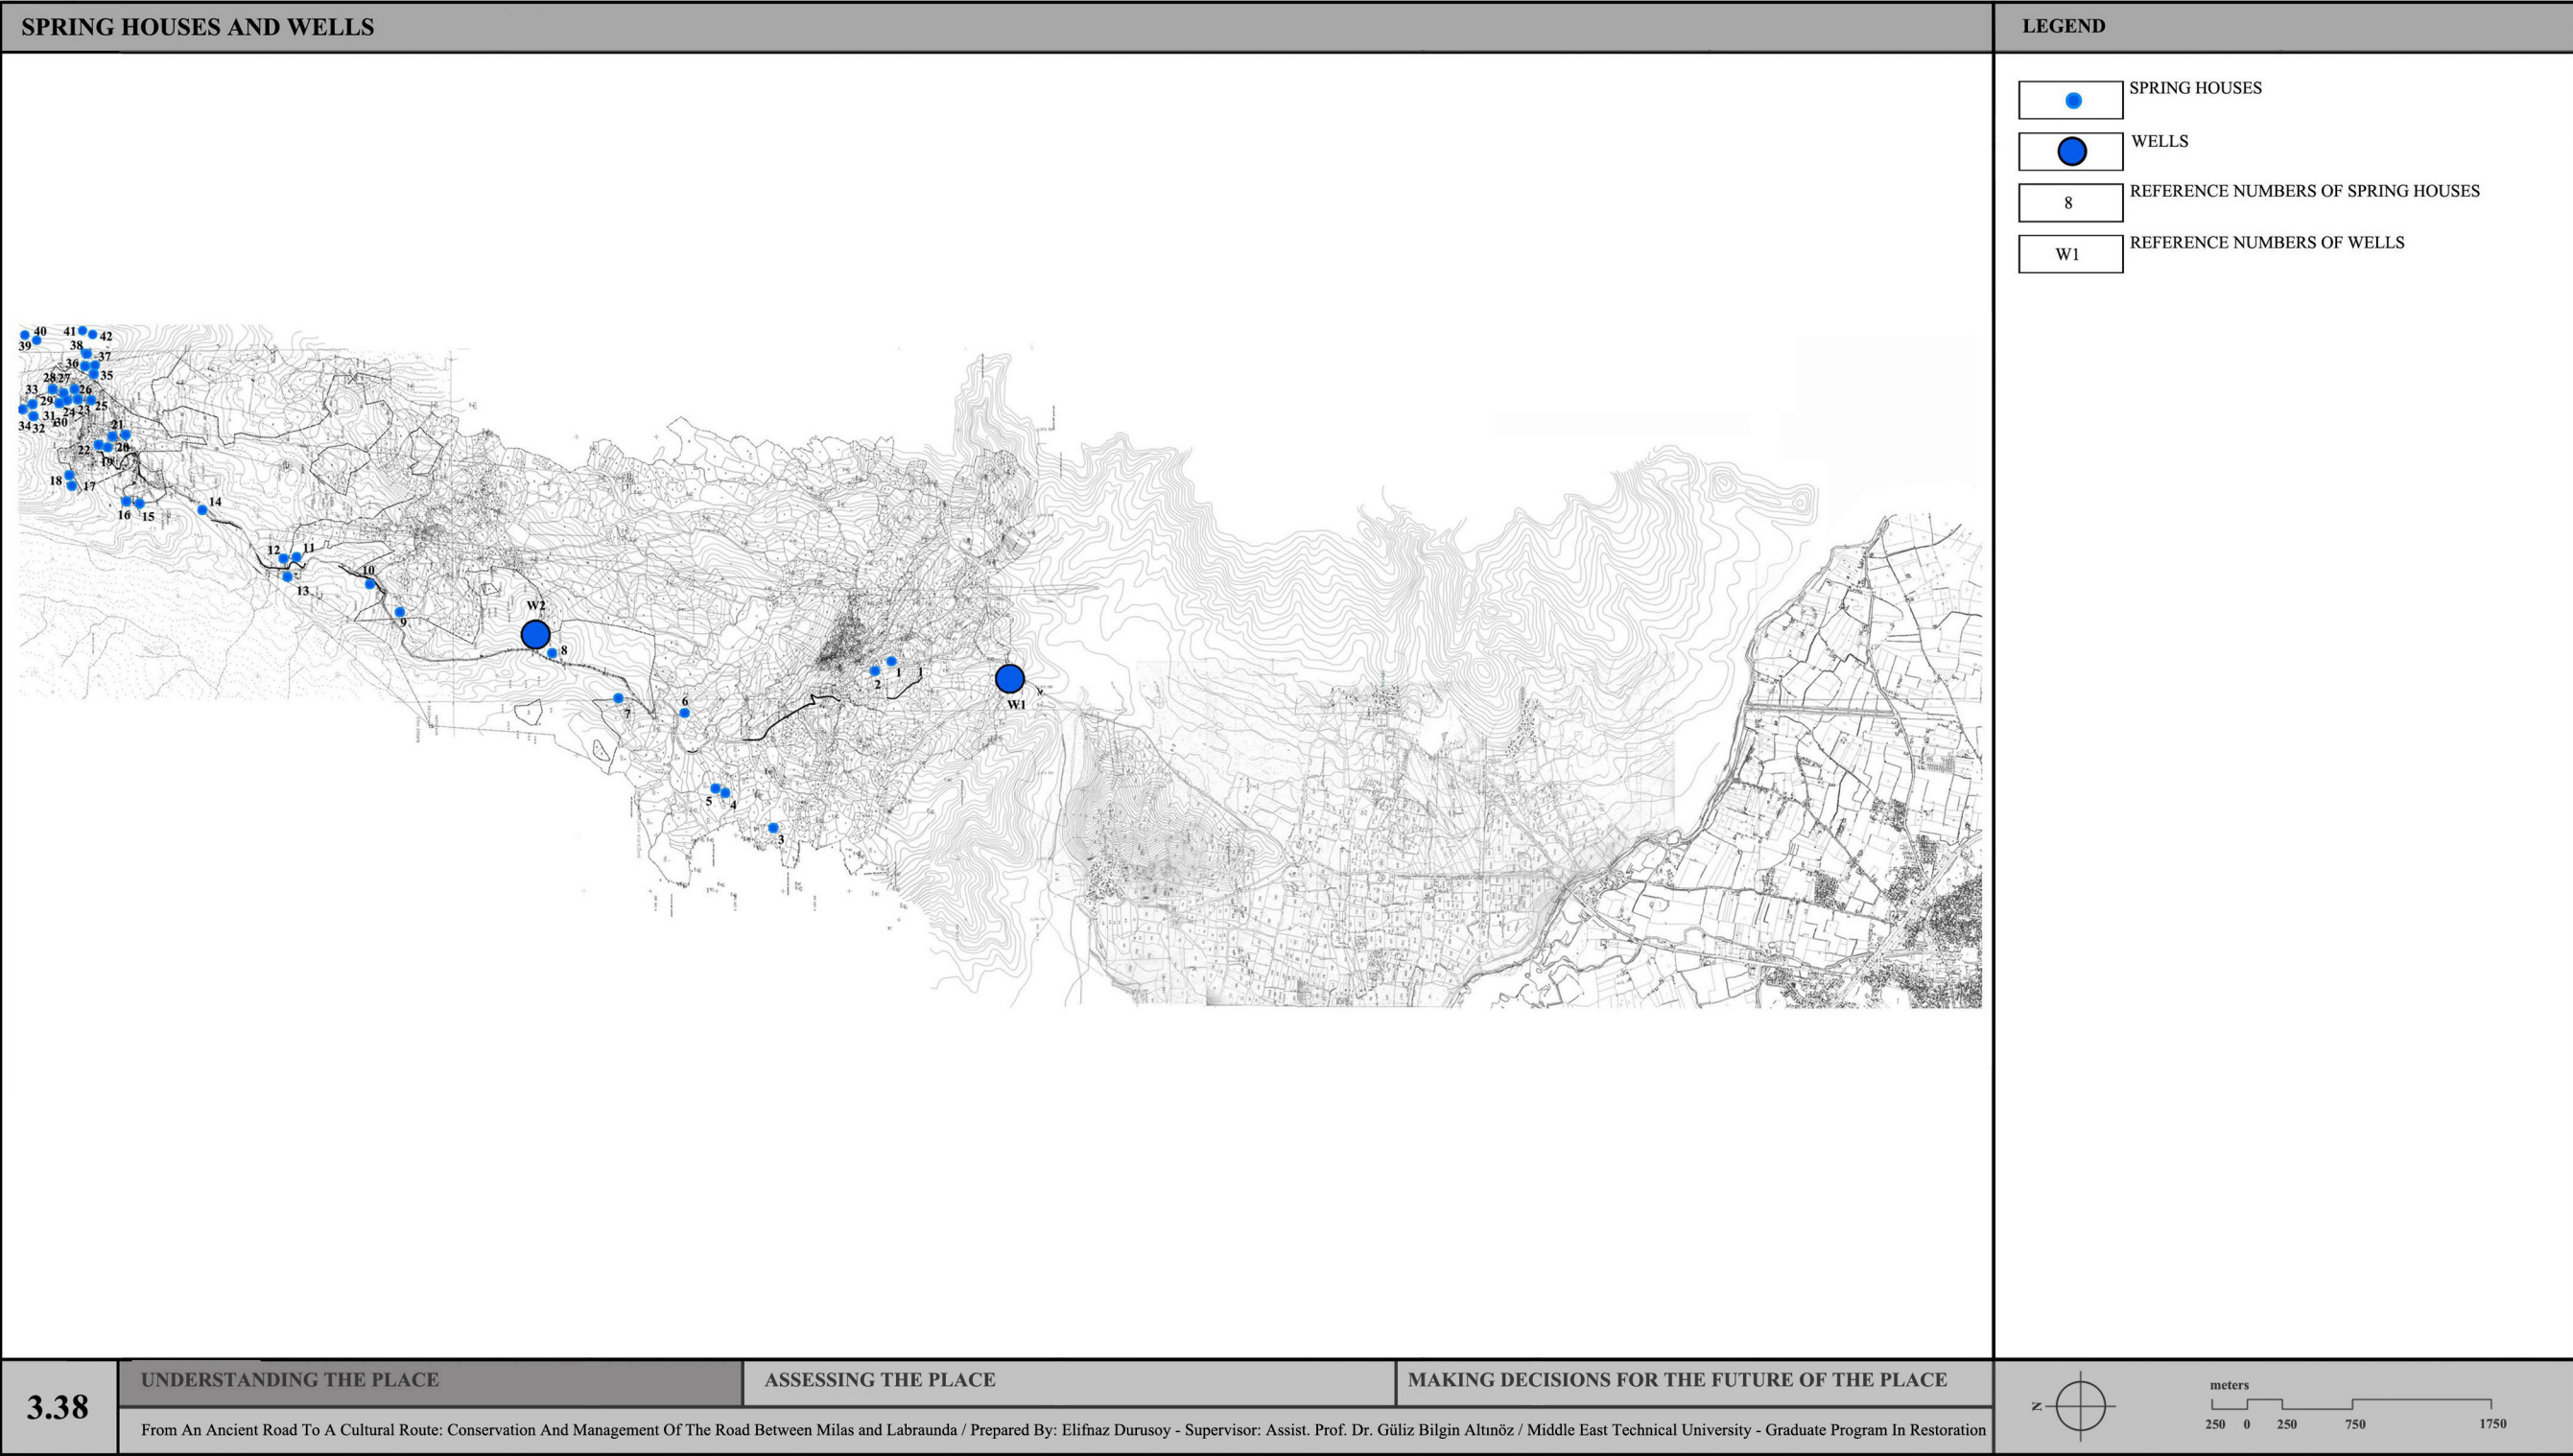 SPRING HOUSES AND WELLS
LEGEND
SPRING HOUSES
WELLS
8
REFERENCE NUMBERS OF SPRING HOUSES
W1
REFERENCE NUMBERS OF WELLS
40
41
42
39
38
37
36
35
28
27
26
33
29
25
24
23
31
30
34
32
21
22
20
19
18
17
16
15
14
12
11
13
10
9
W2
8
7
6
1
1
2
W1
5
4
3
3.38
UNDERSTANDING THE PLACE
ASSESSING THE PLACE
MAKING DECISIONS FOR THE FUTURE OF THE PLACE
From An Ancient Road To A Cultural Route: Conservation And Management Of The Road Between Milas and Labraunda / Prepared By: Elifnaz Durusoy - Supervisor: Assist. Prof. Dr. Güliz Bilgin Altınöz / Middle East Technical University - Graduate Program In Restoration
N
meters
250 0 250 750 1750